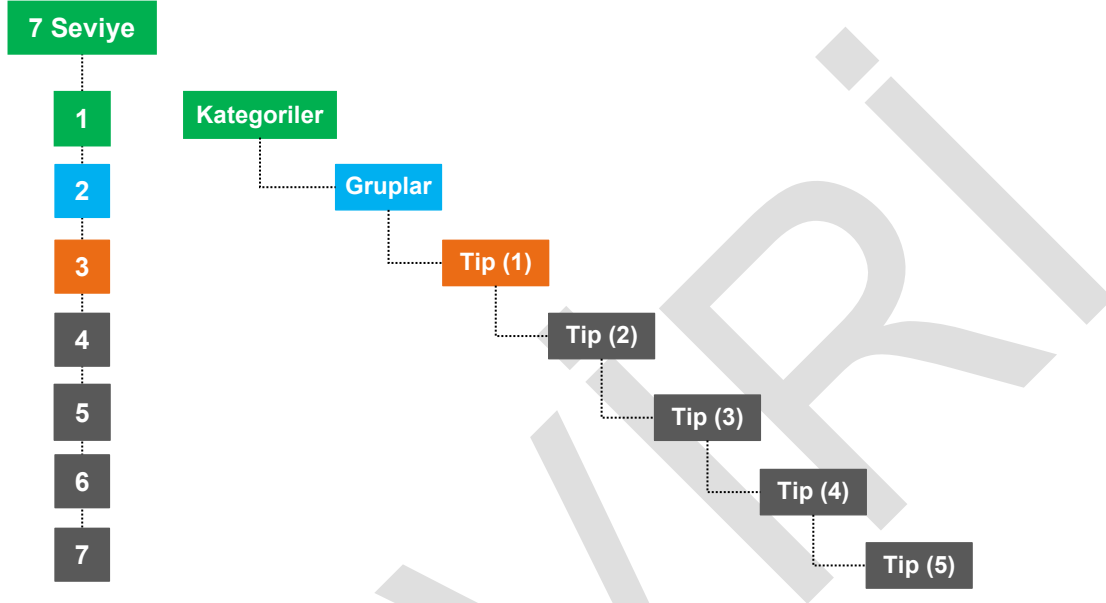 7 Seviye
1
Kategoriler
2
Gruplar
3
Tip (1)
4
Tip (2)
5
Tip (3)
6
Tip (4)
7
Tip (5)